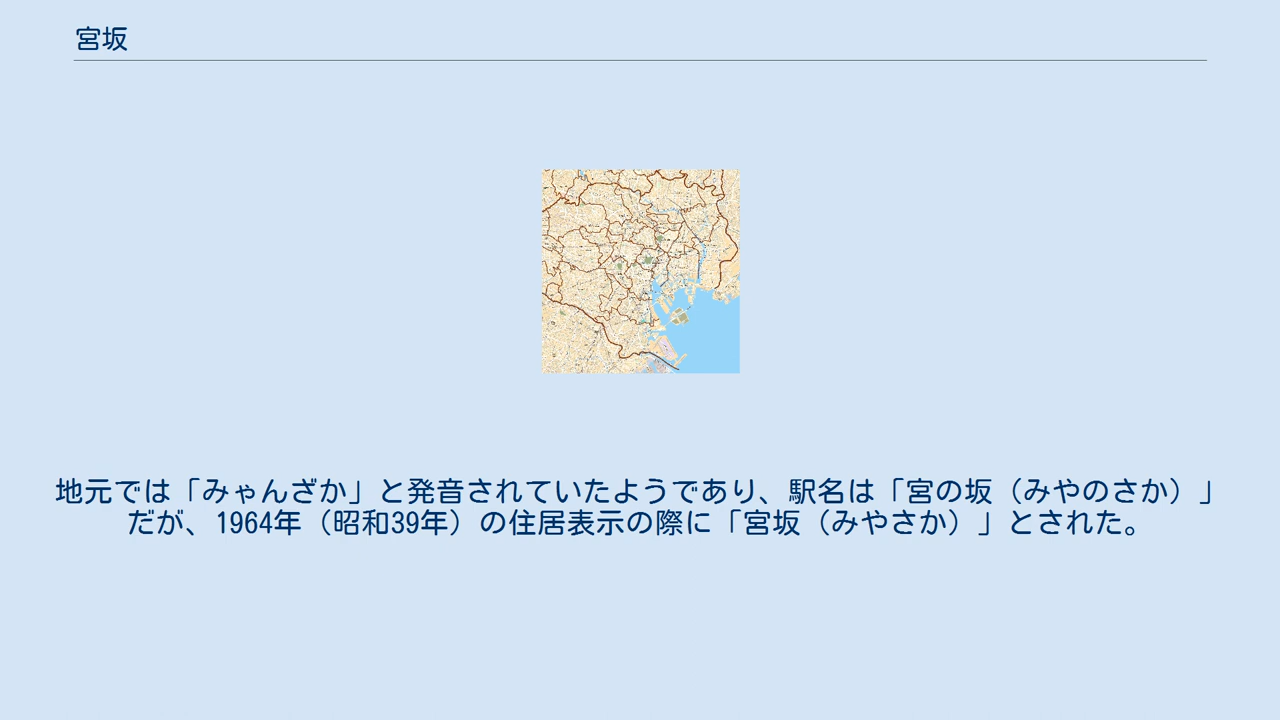 宮坂
地元では「みゃんざか」と発音されていたようであり、駅名は「宮の坂（みやのさか）」
だが、1964年（昭和39年）の住居表示の際に「宮坂（みやさか）」とされた。